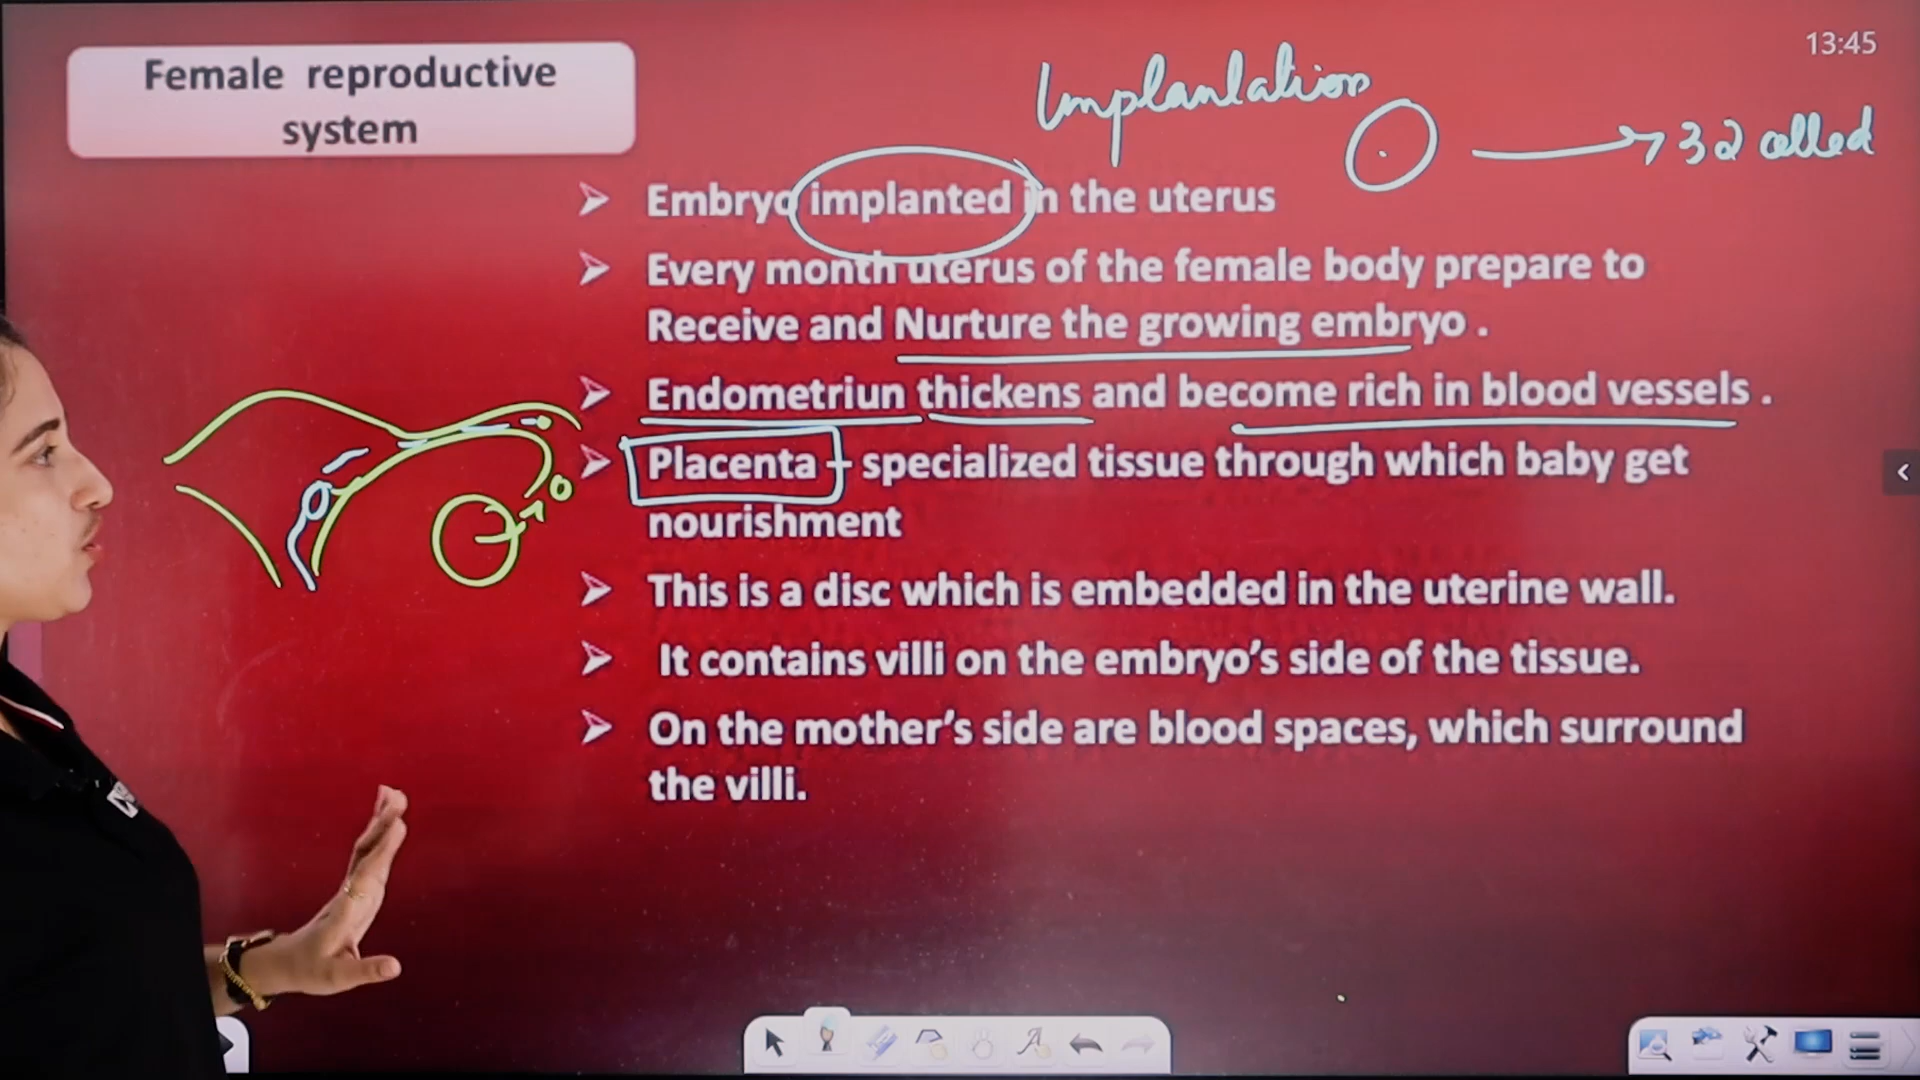 Female reproductive
system
13:45
Implantation
32 celled
Embryo implanted in the uterus
Every month uterus of the female body prepare to
Receive and Nurture the growing embryo .
Endometriun thickens and become rich in blood vessels .
Placenta - specialized tissue through which baby get
nourishment
This is a disc which is embedded in the uterine wall.
It contains villi on the embryo's side of the tissue.
On the mother's side are blood spaces, which surround
the villi.